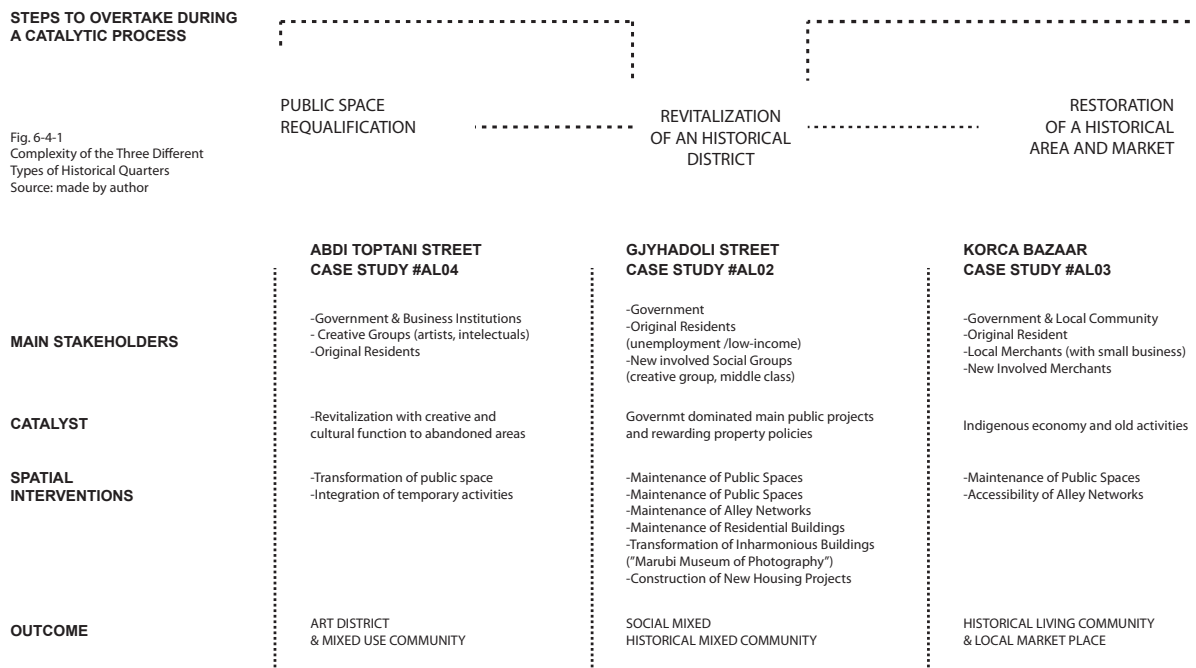 STEPS TO OVERTAKE DURING
A CATALYTIC PROCESS
Fig. 6-4-1
Complexity of the Three Different
Types of Historical Quarters
Source: made by author
PUBLIC SPACE
REQUALIFICATION
REVITALIZATION
OF AN HISTORICAL
DISTRICT
RESTORATION
OF A HISTORICAL
AREA AND MARKET
ABDI TOPTANI STREET
CASE STUDY #AL04
GJYHADOLI STREET
CASE STUDY #AL02
KORCA BAZAAR
CASE STUDY #AL03
MAIN STAKEHOLDERS
-Government & Business Institutions
- Creative Groups (artists, intelectuals)
-Original Residents
-Government
-Original Residents
(unemployment /low-income)
-New involved Social Groups
(creative group, middle class)
-Government & Local Community
-Original Resident
-Local Merchants (with small business)
-New Involved Merchants
CATALYST
-Revitalization with creative and
cultural function to abandoned areas
Governmt dominated main public projects
and rewarding property policies
Indigenous economy and old activities
SPATIAL
INTERVENTIONS
-Transformation of public space
-Integration of temporary activities
-Maintenance of Public Spaces
-Maintenance of Public Spaces
-Maintenance of Alley Networks
-Maintenance of Residential Buildings
-Transformation of Inharmonious Buildings
("Marubi Museum of Photography")
-Construction of New Housing Projects
-Maintenance of Public Spaces
-Accessibility of Alley Networks
OUTCOME
ART DISTRICT
& MIXED USE COMMUNITY
SOCIAL MIXED
HISTORICAL MIXED COMMUNITY
HISTORICAL LIVING COMMUNITY
& LOCAL MARKET PLACE